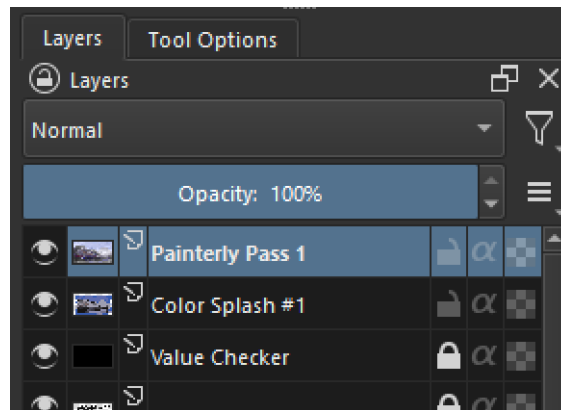 Layers Tool Options
Layers
Normal
Opacity: 100%
Painterly Pass 1
α
Color Splash #1
α
Value Checker
α
α